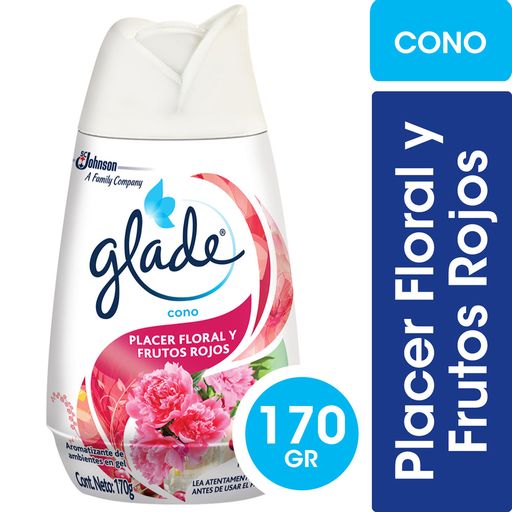 CONO
Placer Floral y
Frutos Rojos
SC Johnson
A Family Company
glade®
cono
PLACER FLORAL Y
FRUTOS ROJOS
170
GR
Aromatizante de
ambientes en gel
Cont. Neto: 170g
LEA ATENTAMENT
ANTES DE USAR EL